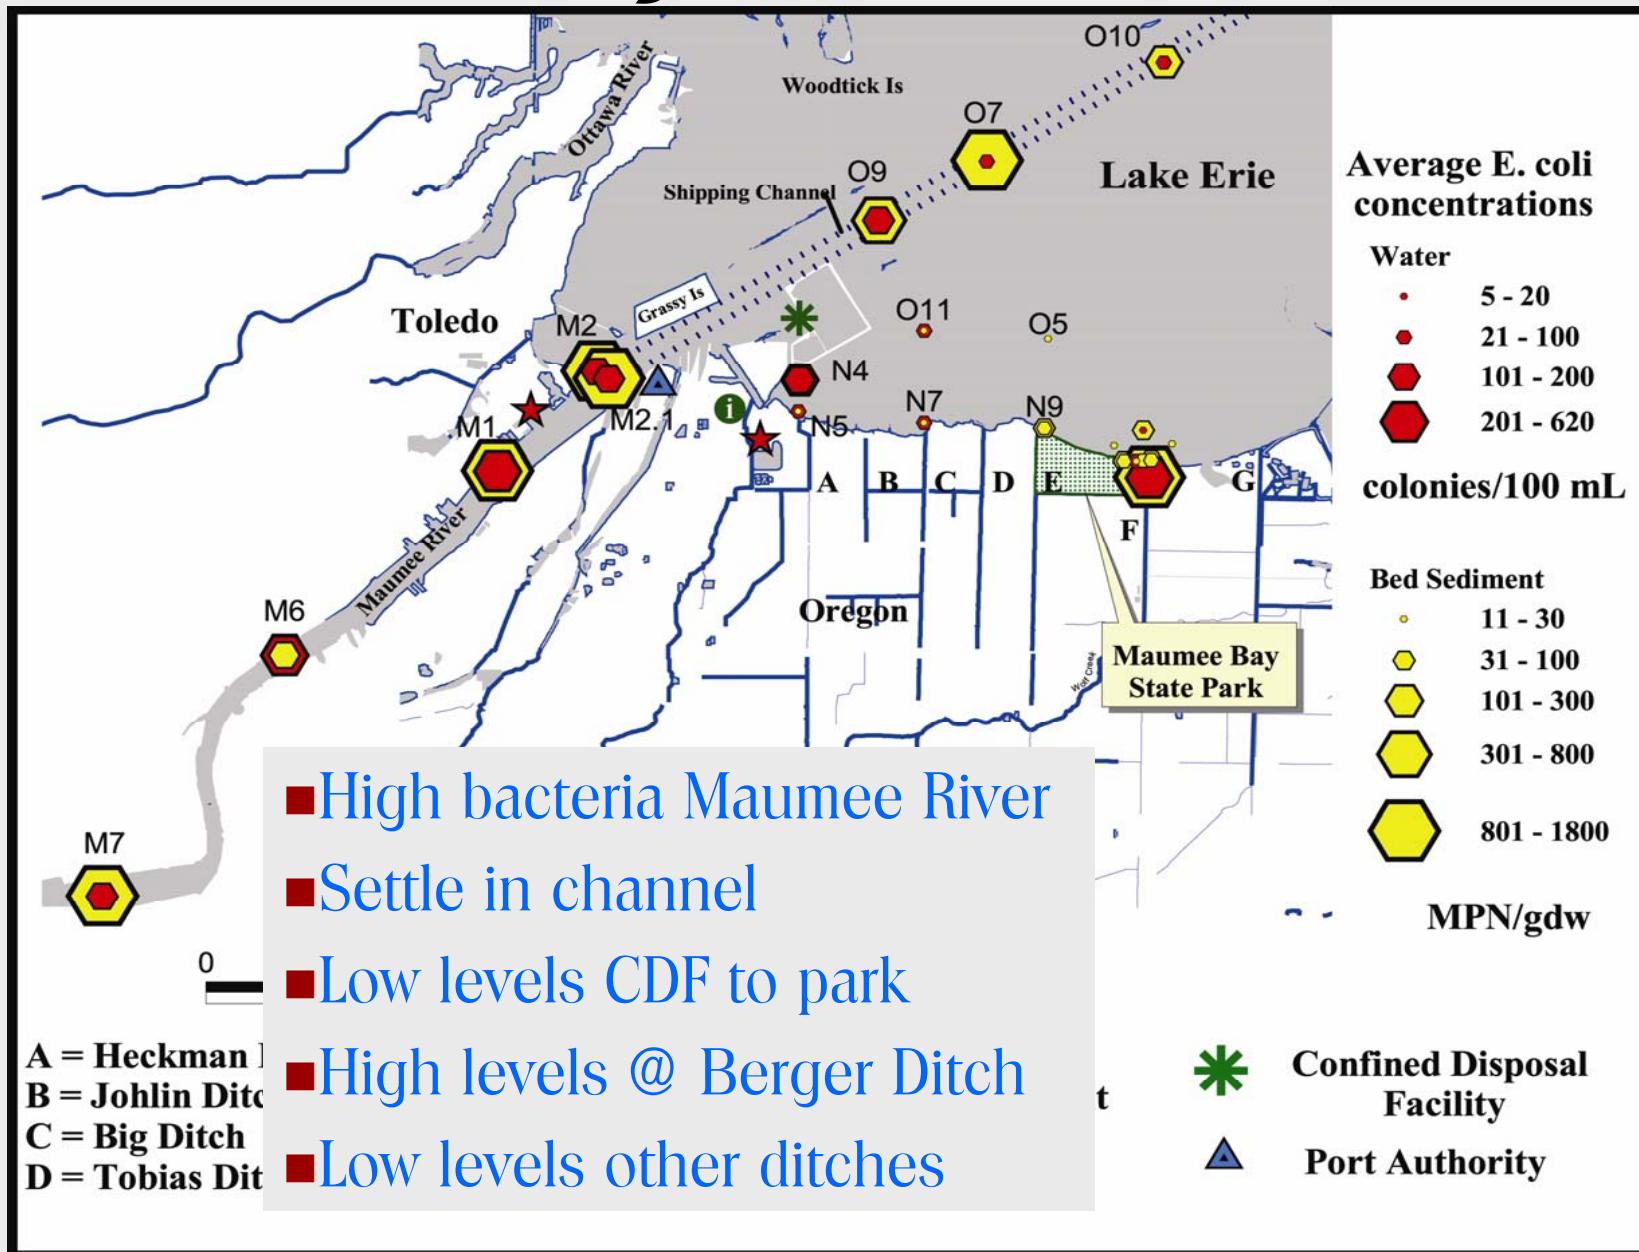 O10
Woodtick Is
Ottawa River
O7
O9
Lake Erie
Shipping Channel
Average E. coli
concentrations
Water
5 - 20
21 - 100
101 - 200
201 - 620
colonies/100 mL
Grassy Is
Toledo
M2
O11
O5
N4
M2.1
i
N5
N7
N9
M1
A
B
C
D
E
F
G
Maumee River
Bed Sediment
11 - 30
31 - 100
101 - 300
301 - 800
801 - 1800
MPN/gdw
M6
Oregon
Wolf Creek
Maumee Bay
State Park
M7
0
■High bacteria Maumee River
■Settle in channel
■Low levels CDF to park
■High levels @ Berger Ditch
■Low levels other ditches
A = Heckman
B = Johlin Ditc
C = Big Ditch
D = Tobias Dit
t
Confined Disposal
Facility
Port Authority